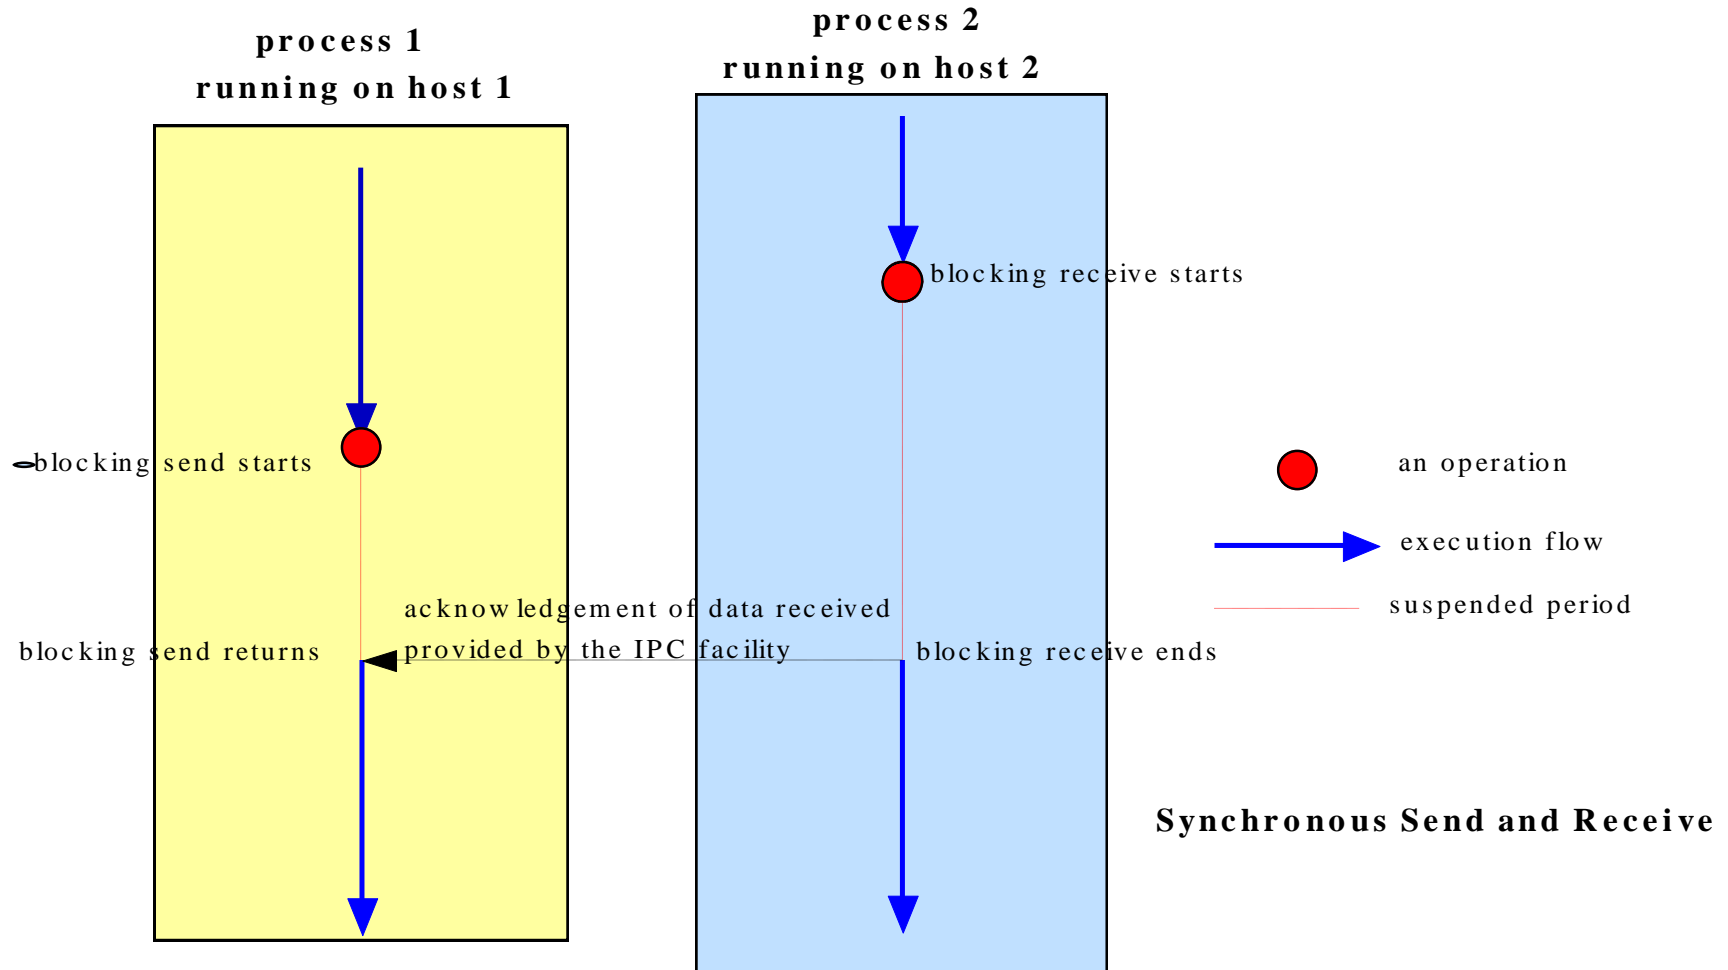 process 1
running on host 1
process 2
running on host 2
blocking receive starts
blocking send starts
an operation
execution flow
suspended period
acknowledgement of data received
provided by the IPC facility
blocking send returns
blocking receive ends
Synchronous Send and Receive